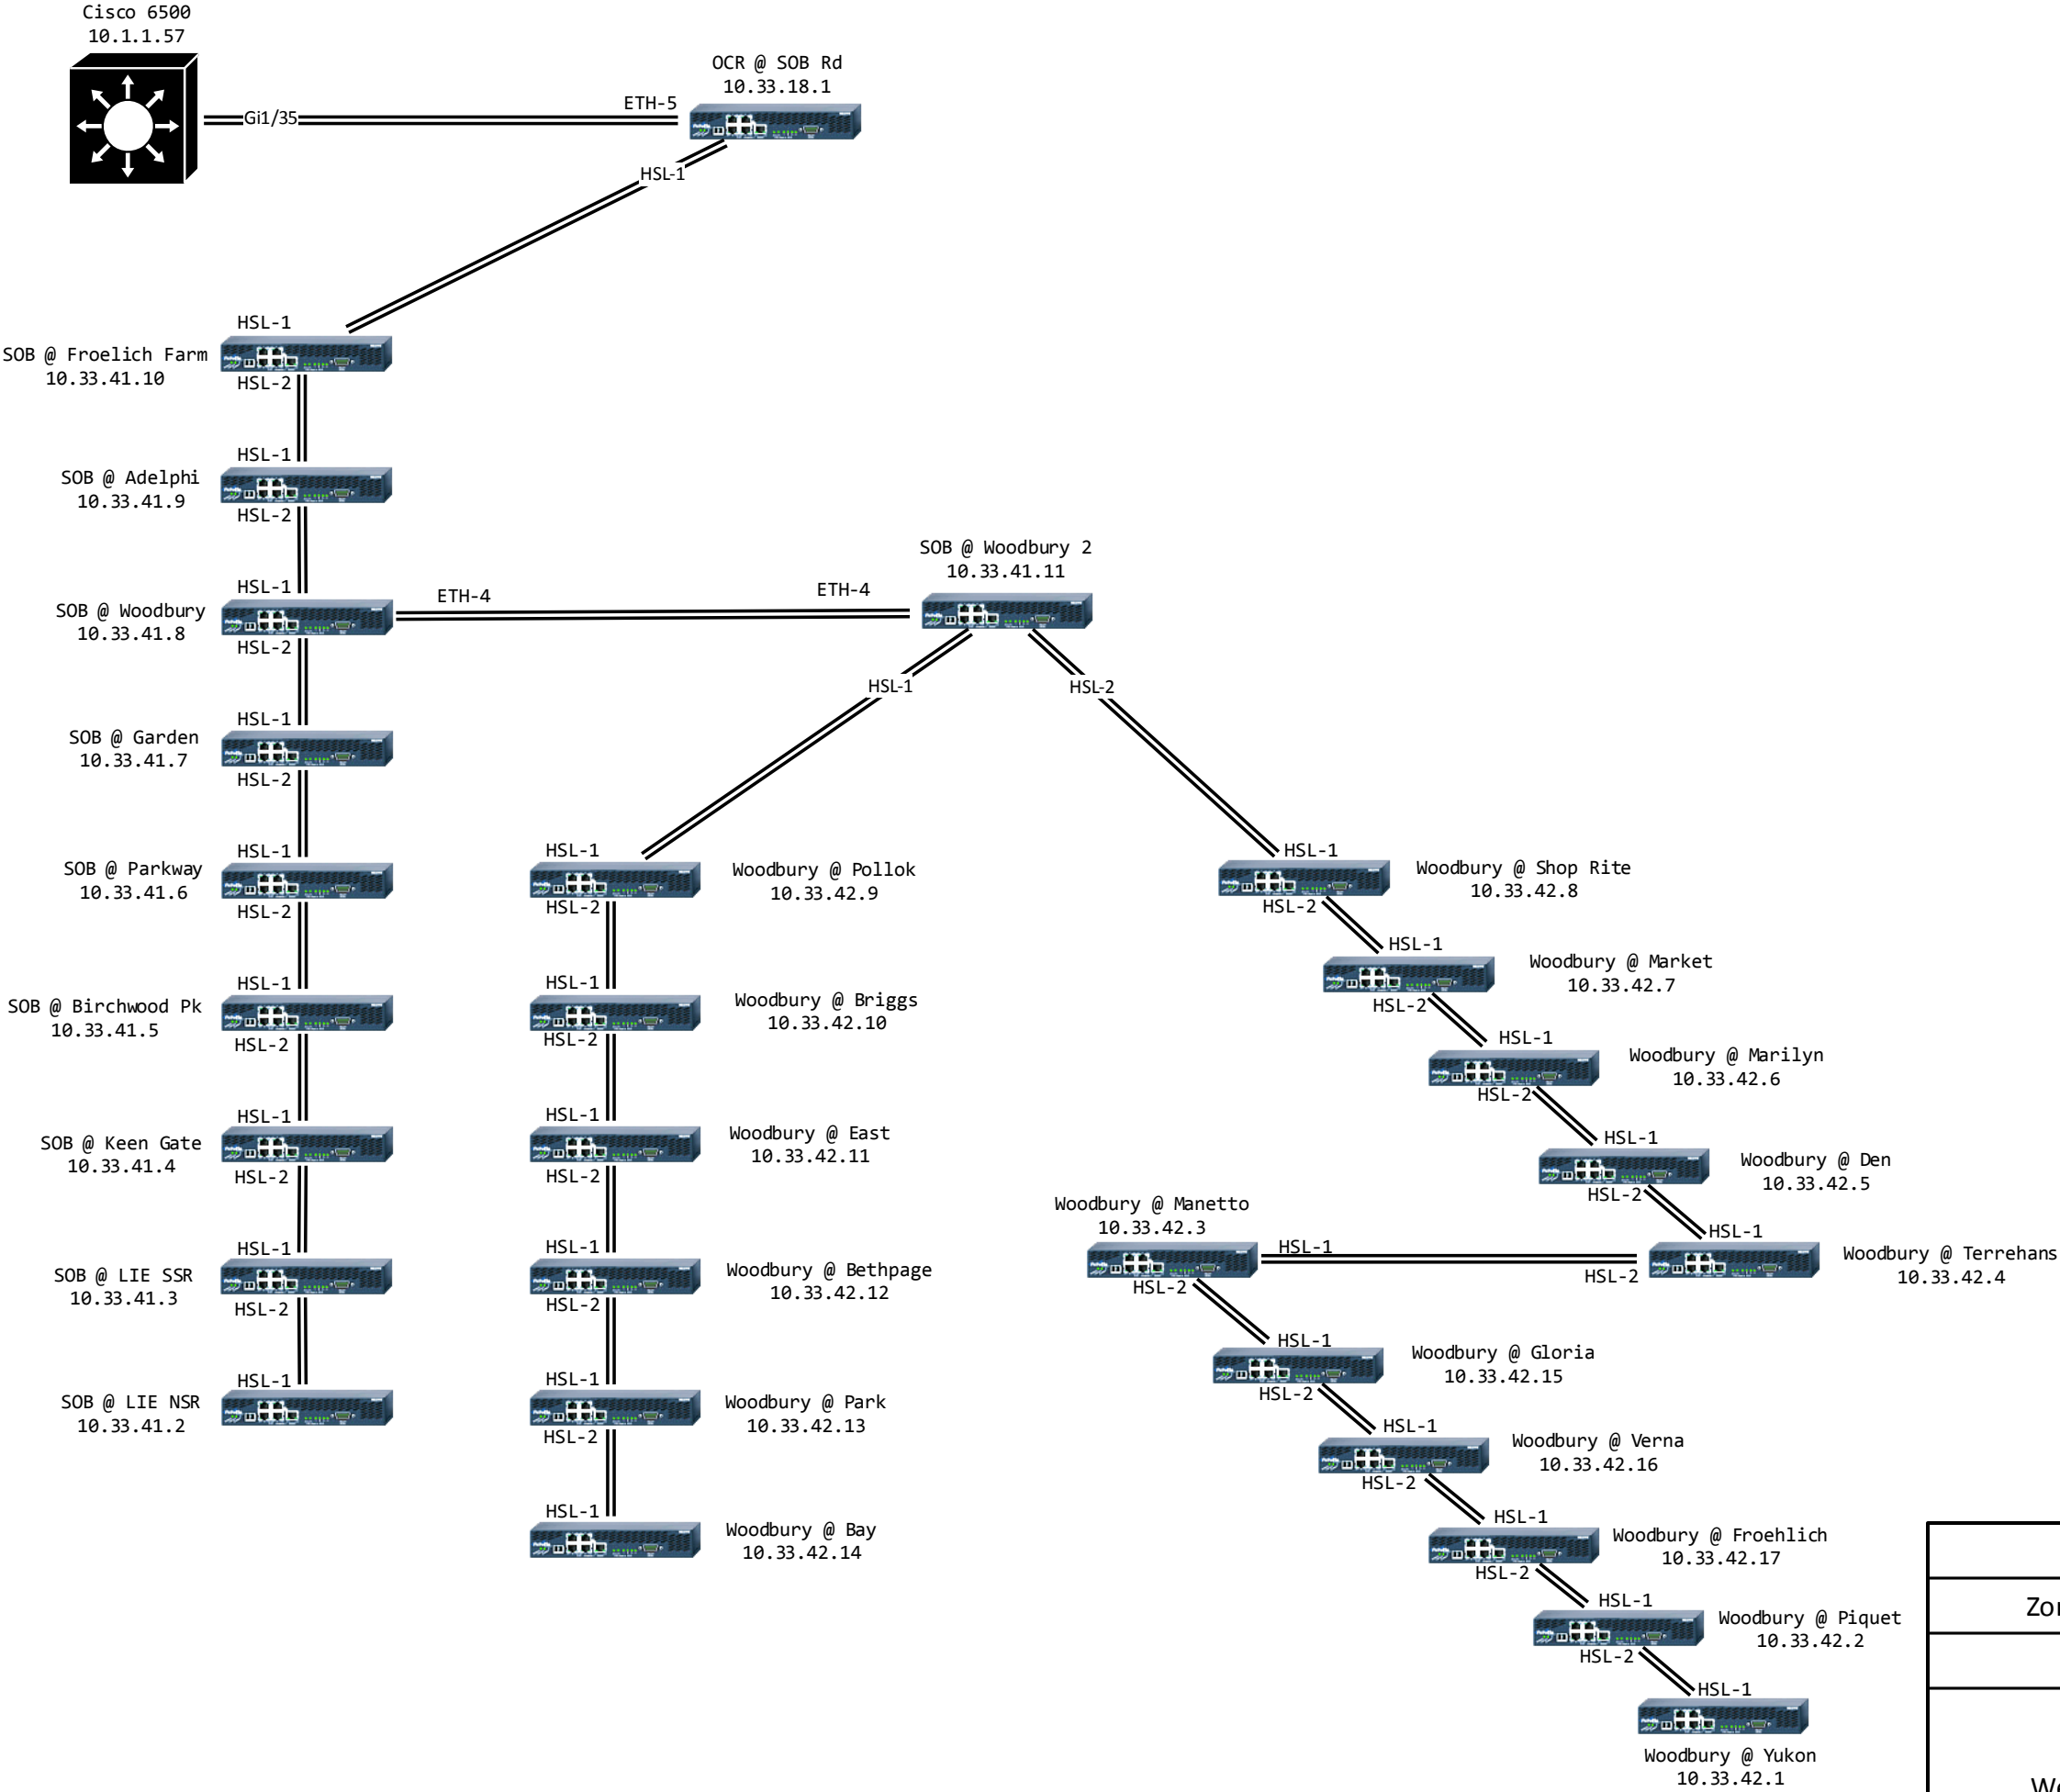 Cisco 6500
10.1.1.57
OCR @ SOB Rd
10.33.18.1
Gi1/35
ETH-5
HSL-1
HSL-1
SOB @ Froelich Farm
10.33.41.10
HSL-2
HSL-1
SOB @ Adelphi
10.33.41.9
HSL-2
SOB @ Woodbury 2
10.33.41.11
HSL-1
ETH-4
ETH-4
SOB @ Woodbury
10.33.41.8
HSL-2
HSL-1
HSL-2
HSL-1
SOB @ Garden
10.33.41.7
HSL-2
HSL-1
SOB @ Parkway
10.33.41.6
HSL-2
HSL-1
Woodbury @ Pollok
10.33.42.9
HSL-2
HSL-1
Woodbury @ Shop Rite
10.33.42.8
HSL-2
HSL-1
Woodbury @ Market
10.33.42.7
HSL-2
HSL-1
SOB @ Birchwood Pk
10.33.41.5
HSL-2
HSL-1
Woodbury @ Briggs
10.33.42.10
HSL-2
HSL-1
Woodbury @ Marilyn
10.33.42.6
HSL-2
HSL-1
SOB @ Keen Gate
10.33.41.4
HSL-2
HSL-1
Woodbury @ East
10.33.42.11
HSL-2
HSL-1
Woodbury @ Den
10.33.42.5
HSL-2
Woodbury @ Manetto
10.33.42.3
HSL-1
HSL-2
HSL-1
Woodbury @ Terrehans
10.33.42.4
HSL-2
HSL-1
SOB @ LIE SSR
10.33.41.3
HSL-2
HSL-1
Woodbury @ Bethpage
10.33.42.12
HSL-2
HSL-1
Woodbury @ Gloria
10.33.42.15
HSL-2
HSL-1
SOB @ LIE NSR
10.33.41.2
HSL-1
Woodbury @ Park
10.33.42.13
HSL-2
HSL-1
Woodbury @ Verna
10.33.42.16
HSL-2
HSL-1
Woodbury @ Bay
10.33.42.14
HSL-1
Woodbury @ Froehlich
10.33.42.17
HSL-2
HSL-1
Woodbury @ Piquet
10.33.42.2
HSL-2
HSL-1
Woodbury @ Yukon
10.33.42.1